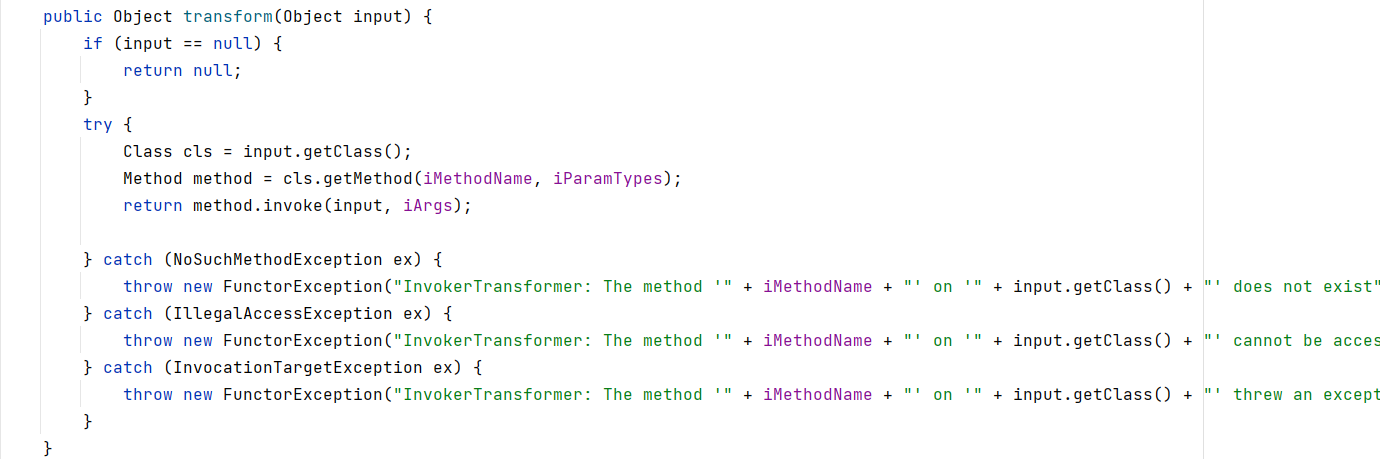 public Object transform(Object input) {
if (input == null) {
return null;
}
try {
Class cls = input.getClass();
Method method = cls.getMethod(iMethodName, iParamTypes);
return method.invoke(input, iArgs);
} catch (NoSuchMethodException ex) {
throw new FunctorException("InvokerTransformer: The method '" + iMethodName + "' on '" + input.getClass() + "' does not exist"
} catch (IllegalAccessException ex) {
throw new FunctorException("InvokerTransformer: The method '" + iMethodName + "' on '" + input.getClass() + "' cannot be acces
} catch (InvocationTargetException ex) {
throw new FunctorException("InvokerTransformer: The method '" + iMethodName + "' on '" + input.getClass() + "' threw an except
}
}